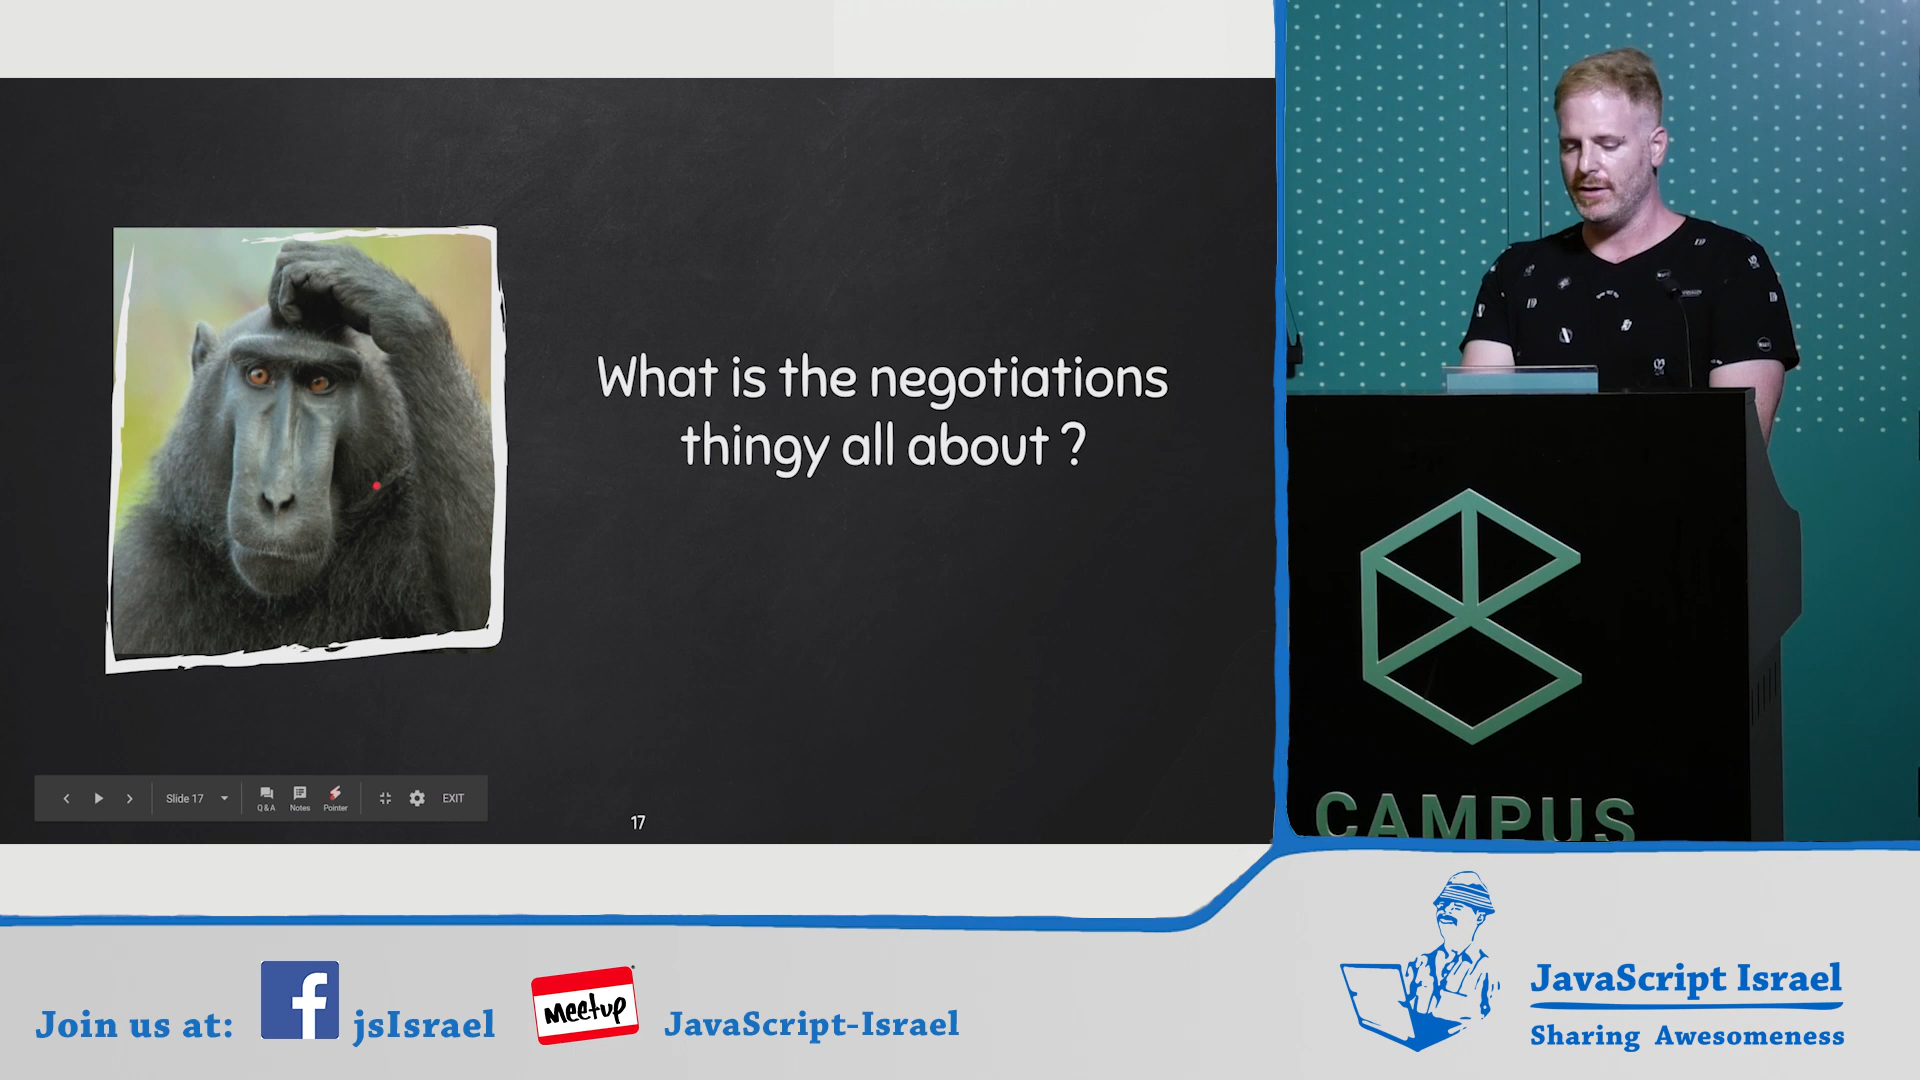 What is the negotiations
thingy all about ?
Slide 17
Q&A
Notes
Pointer
EXIT
17
CAMPUS
Join us at:
f
jsIsrael
Meetup
JavaScript-Israel
JavaScript Israel
Sharing Awesomeness